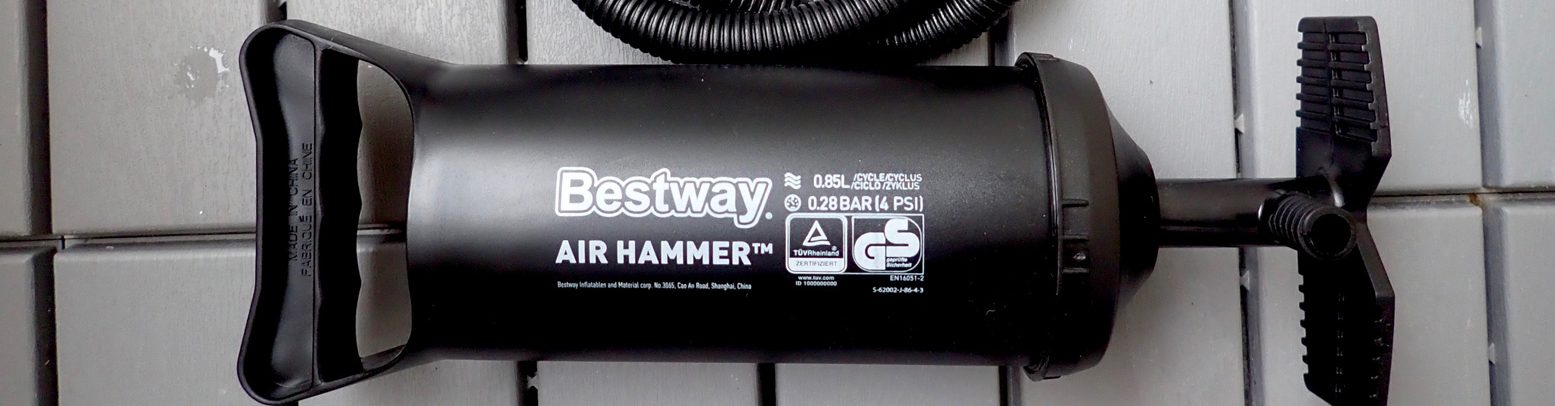 MADE IN CHINA
FABRIQUE EN CHINE
Bestway®
AIR HAMMER™
Bestway Inflatables and Material corp. No.3065, Cao An Road, Shanghai, China
0.85L /CYCLE/CYCLUS
/CICLO/ZYKLUS
0.28 BAR (4 PSI)
TÜVRheinland
ZERTIFIZIERT
www.tuv.com
ID 1000000000
GS
geprüfte
Sicherheit
EN16051-2
S-62002-J-86-4-3